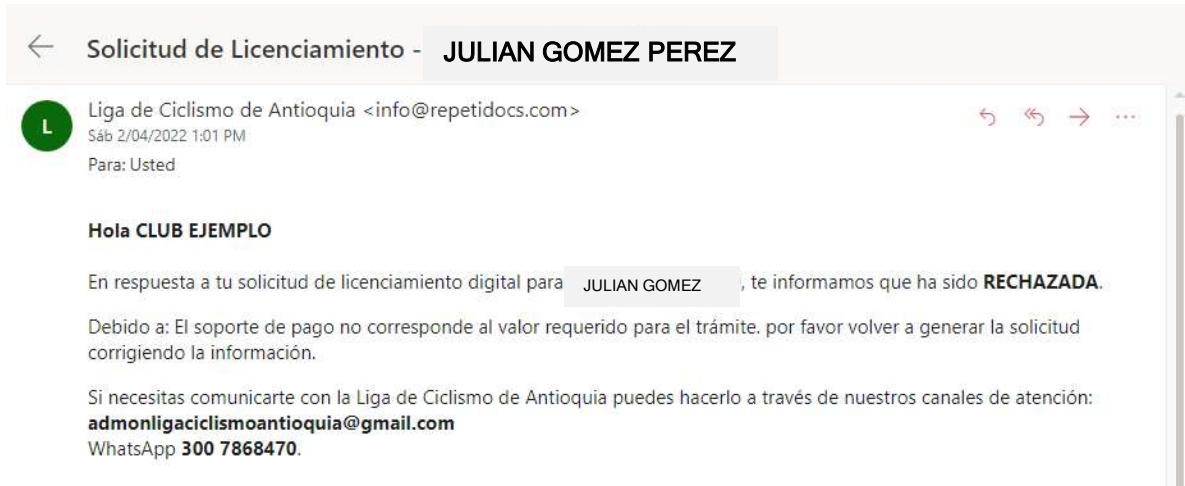 Solicitud de Licenciamiento - JULIAN GOMEZ PEREZ
L
Liga de Ciclismo de Antioquia <info@repetidocs.com>
Sáb 2/04/2022 1:01 PM
Para: Usted
Hola CLUB EJEMPLO
En respuesta a tu solicitud de licenciamiento digital para JULIAN GOMEZ , te informamos que ha sido RECHAZADA.
Debido a: El soporte de pago no corresponde al valor requerido para el trámite. por favor volver a generar la solicitud
corrigiendo la información.
Si necesitas comunicarte con la Liga de Ciclismo de Antioquia puedes hacerlo a través de nuestros canales de atención:
admonligaciclismoantioquia@gmail.com
WhatsApp 300 7868470.